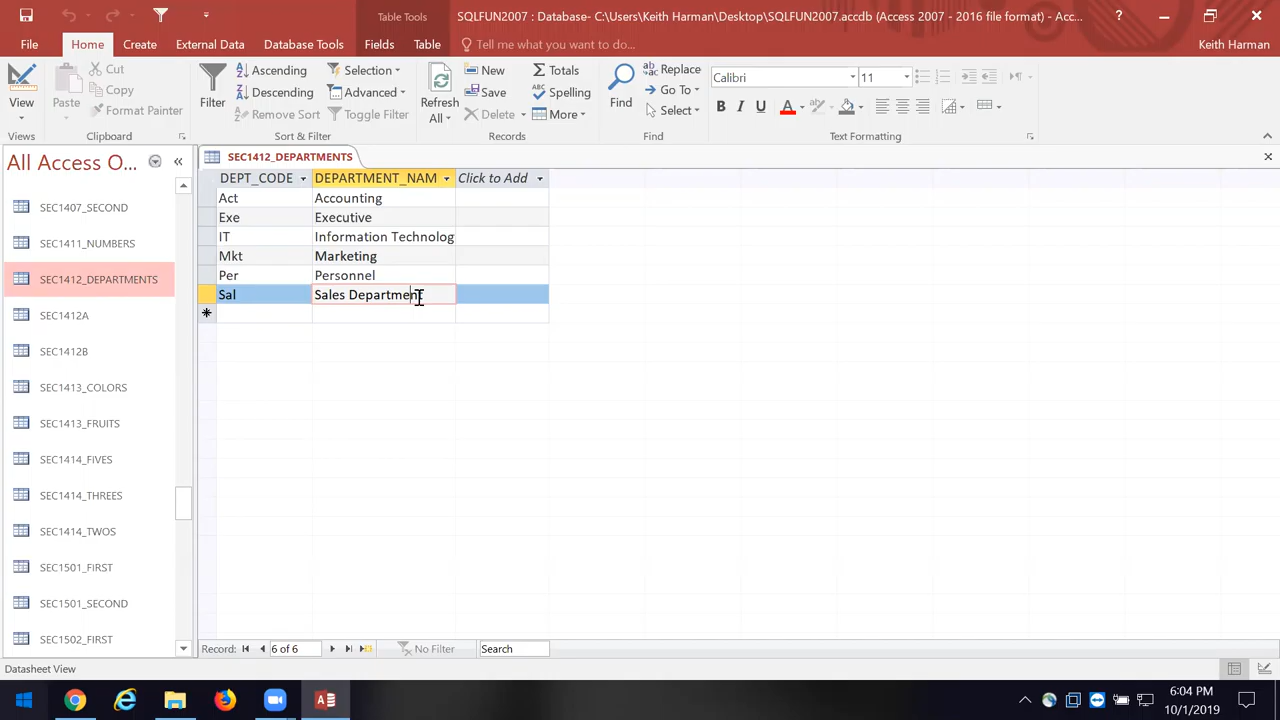 Table Tools
SQLFUN2007 : Database- C:\Users\Keith Harman\Desktop\SQLFUN2007.accdb (Access 2007 - 2016 file format) - Acc...
?
File Home Create External Data Database Tools Fields Table Tell me what you want to do... Keith Harman
View
Views
Paste
Cut
Copy
Format Painter
Clipboard
Filter
Ascending
Descending
Remove Sort
Selection
Advanced
Toggle Filter
Sort & Filter
Refresh
All
New
Save
Delete
Totals
Spelling
More
Records
Find
Replace
Go To
Select
Find
Calibri 11
B I U A
Text Formatting
All Access O...
SEC1407_SECOND
SEC1411_NUMBERS
SEC1412_DEPARTMENTS
SEC1412A
SEC1412B
SEC1413_COLORS
SEC1413_FRUITS
SEC1414_FIVES
SEC1414_THREES
SEC1414_TWOS
SEC1501_FIRST
SEC1501_SECOND
SEC1502_FIRST
SEC1412_DEPARTMENTS
DEPT_CODE DEPARTMENT_NAM Click to Add
Act Accounting
Exe Executive
IT Information Technolog
Mkt Marketing
Per Personnel
Sal Sales Department
Record: 6 of 6 No Filter Search
Datasheet View
6:04 PM
10/1/2019